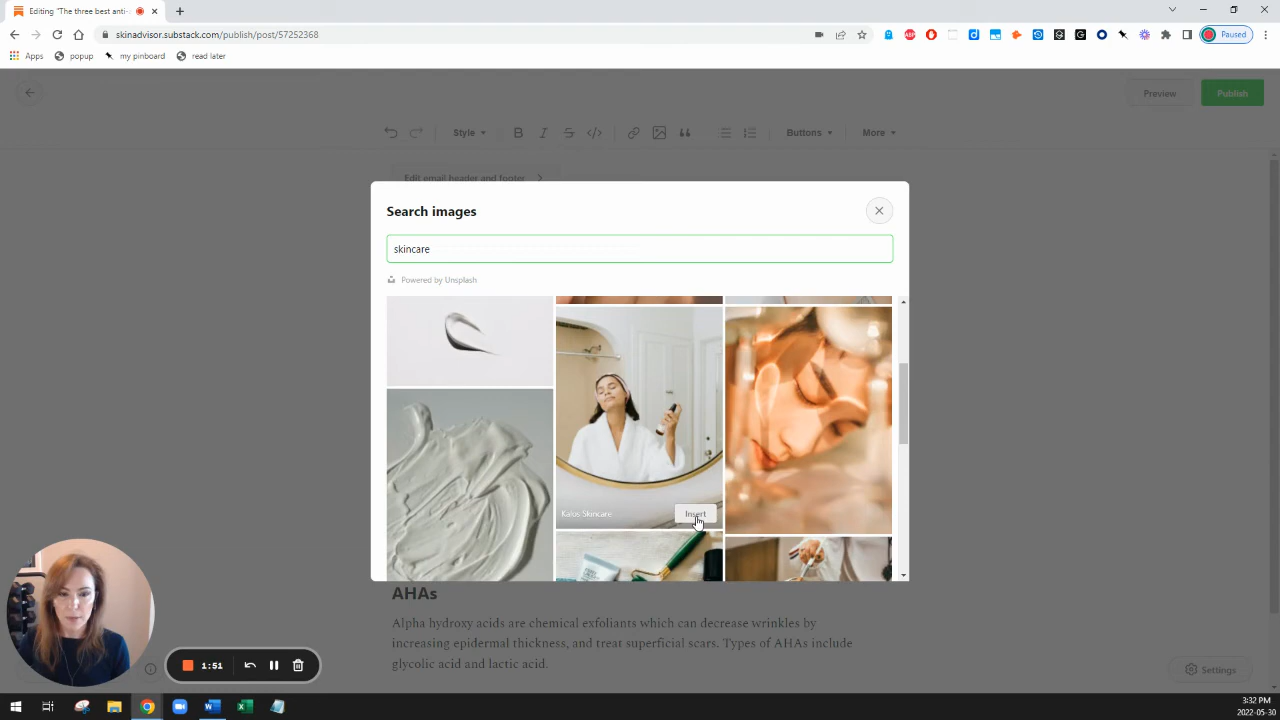 Editing "The three best anti-
skinadvisor.substack.com/publish/post/57252368
Paused
Apps
popup
my pinboard
read later
Preview
Publish
Style
Buttons
More
Edit email header and footer
Search images
skincare
Powered by Unsplash
Kalos Skincare
Insert
AHAs
Alpha hydroxy acids are chemical exfoliants which can decrease wrinkles by
increasing epidermal thickness, and treat superficial scars. Types of AHAs include
glycolic acid and lactic acid.
1:51
Settings
3:32 PM
2022-05-30